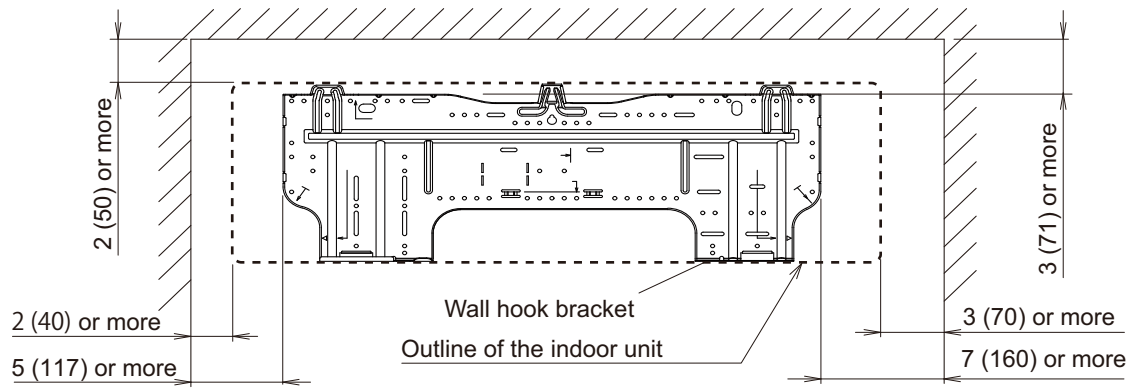 2 (50) or more
3 (71) or more
Wall hook bracket
2 (40) or more
3 (70) or more
Outline of the indoor unit
5 (117) or more
7 (160) or more